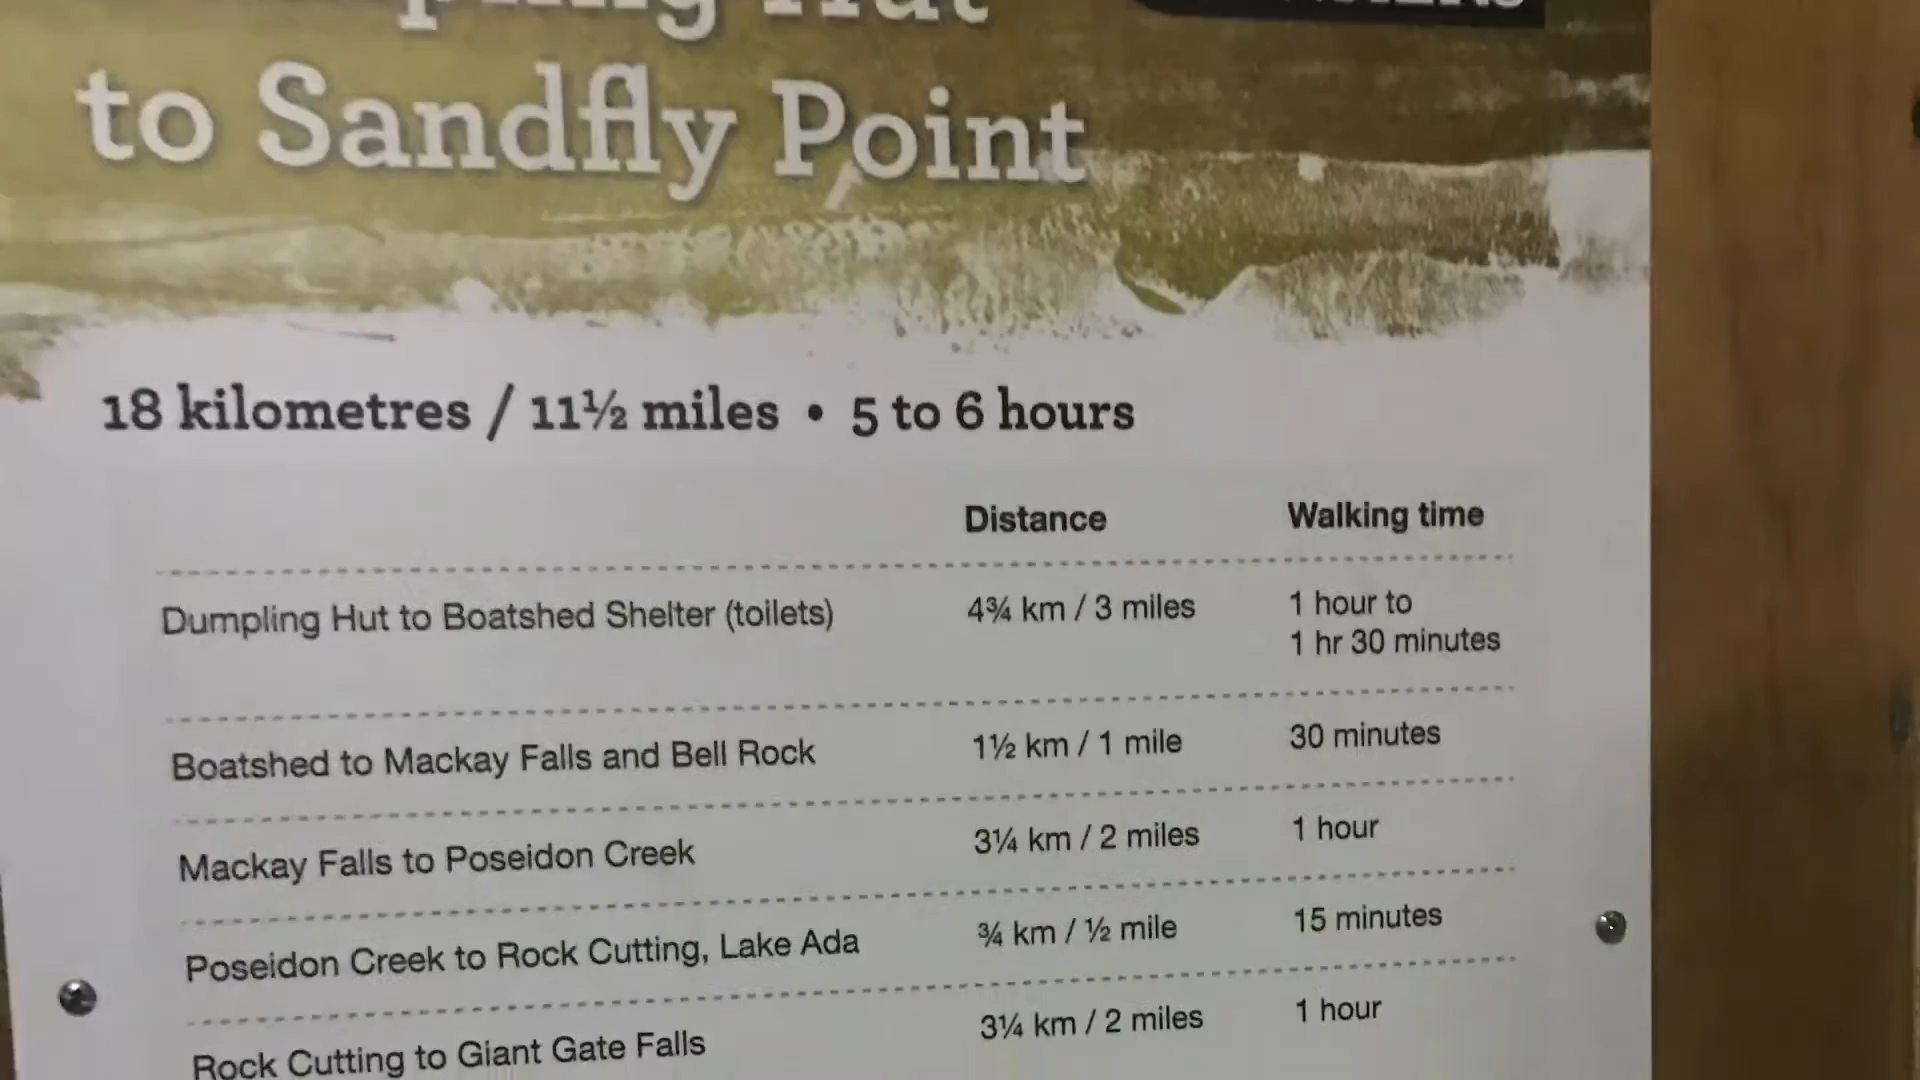 Hut
to Sandfly Point
18 kilometres / 11½ miles • 5 to 6 hours
Distance Walking time
Dumpling Hut to Boatshed Shelter (toilets) 4¾ km / 3 miles 1 hour to
1 hr 30 minutes
Boatshed to Mackay Falls and Bell Rock 1½ km / 1 mile 30 minutes
Mackay Falls to Poseidon Creek 3¼ km / 2 miles 1 hour
Poseidon Creek to Rock Cutting, Lake Ada ¾ km / ½ mile 15 minutes
Rock Cutting to Giant Gate Falls 3¼ km / 2 miles 1 hour